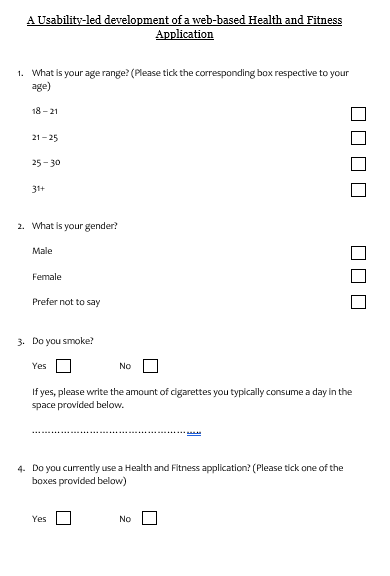 A Usability-led development of a web-based Health and Fitness
Application
1. What is your age range? (Please tick the corresponding box respective to your
age)
18 – 21
21 – 25
25 – 30
31+
2. What is your gender?
Male
Female
Prefer not to say
3. Do you smoke?
Yes No
If yes, please write the amount of cigarettes you typically consume a day in the
space provided below.
……………………………………………...
4. Do you currently use a Health and Fitness application? (Please tick one of the
boxes provided below)
Yes No